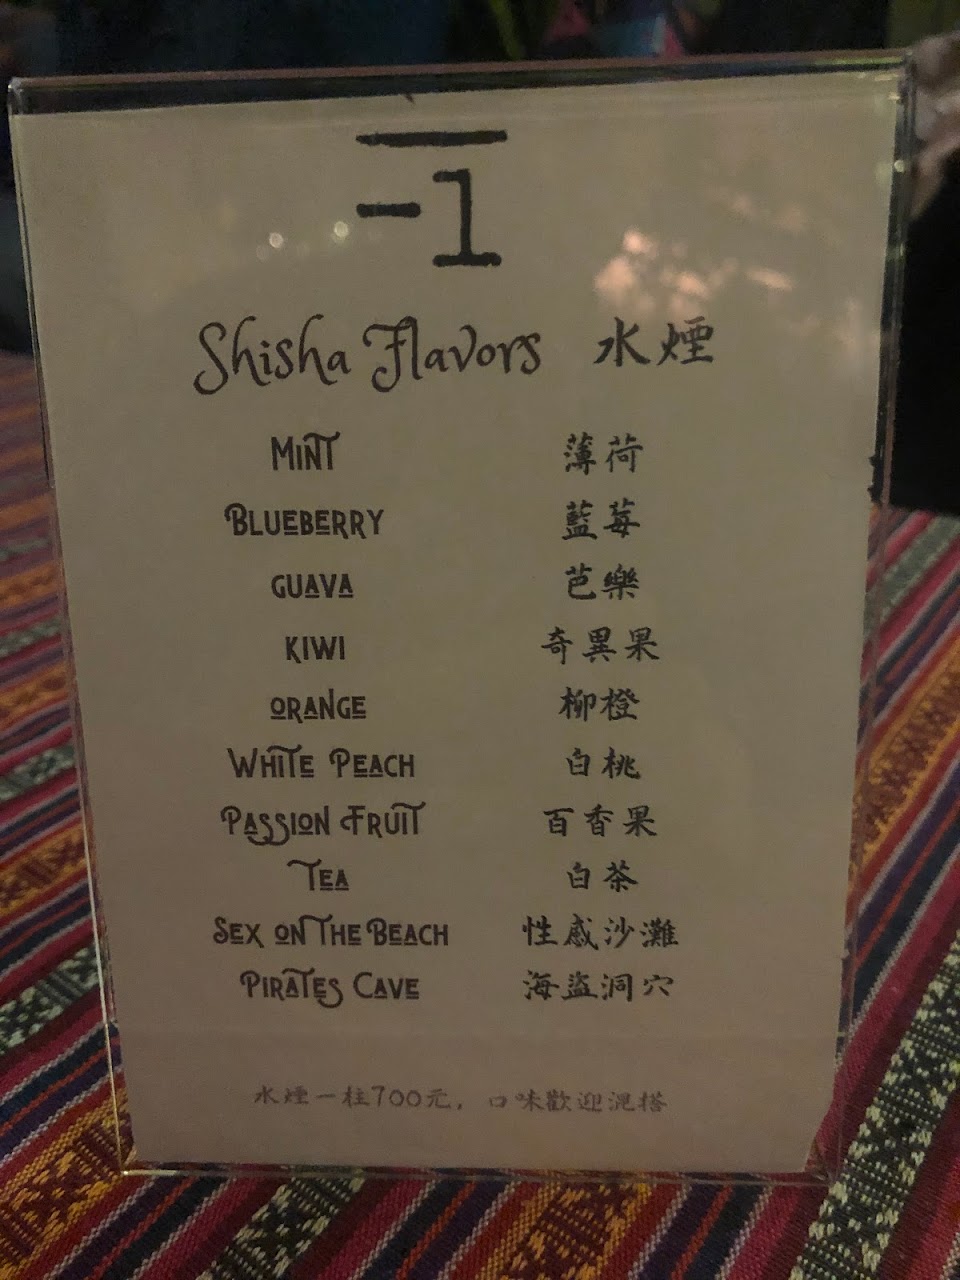 -1
Shisha Flavors 水煙
Mint 薄荷
Blueberry 藍莓
Guava 芭樂
Kiwi 奇異果
Orange 柳橙
White Peach 白桃
Passion Fruit 百香果
Tea 白茶
Sex on the Beach 性感沙灘
Pirates Cave 海盜洞穴
水煙一柱700元，口味歡迎混搭